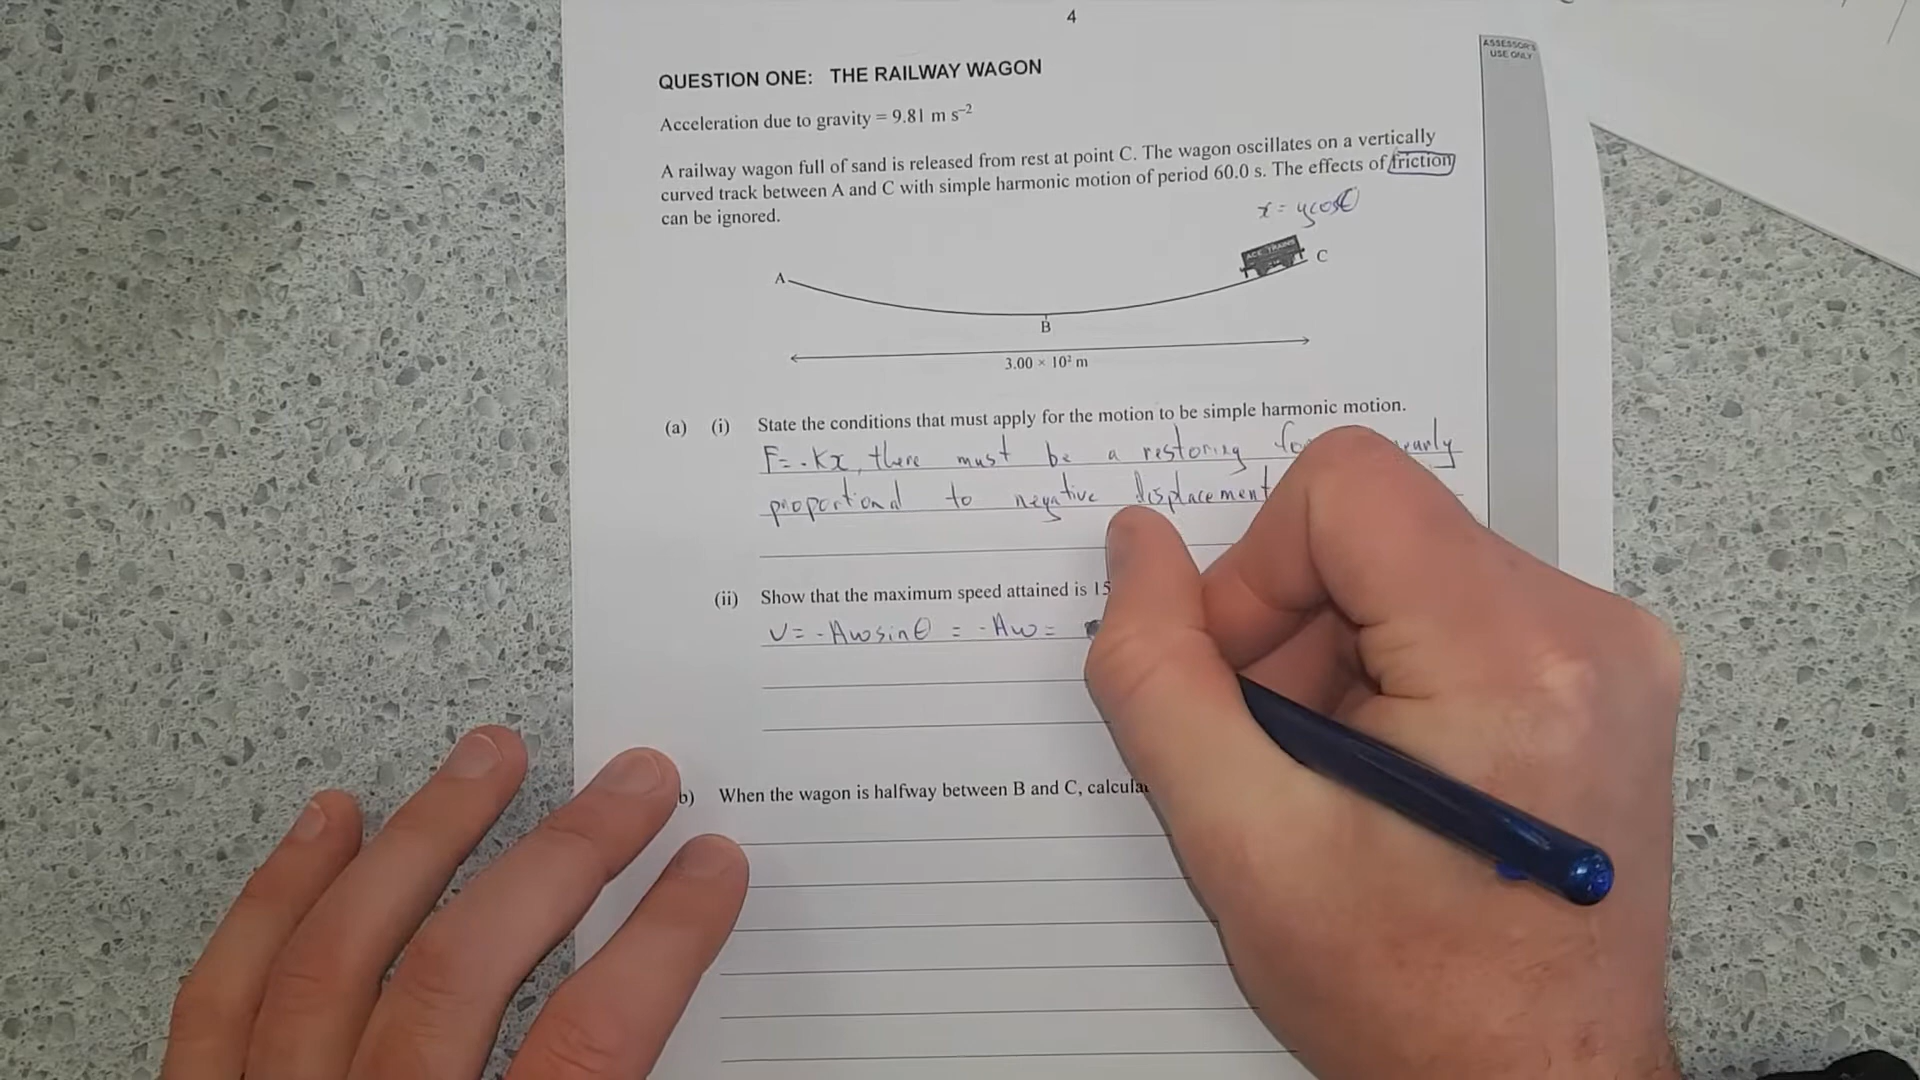 4
ASSESSOR'S
USE ONLY
QUESTION ONE: THE RAILWAY WAGON
Acceleration due to gravity = 9.81 m s⁻²
A railway wagon full of sand is released from rest at point C. The wagon oscillates on a vertically
curved track between A and C with simple harmonic motion of period 60.0 s. The effects of friction
can be ignored.
x = ycosθ
ACE TRAINS
A
C
B
3.00 × 10² m
(a) (i) State the conditions that must apply for the motion to be simple harmonic motion.
F=-Kx, there must be a restoring
proportional to negative displacement
(ii) Show that the maximum speed attained is 15
V= -Aωsinθ = -Aω=
b) When the wagon is halfway between B and C,